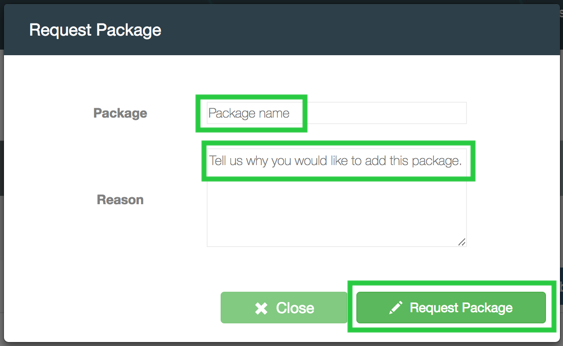 Request Package
Package
Package name
Tell us why you would like to add this package.
Reason
Close
Request Package